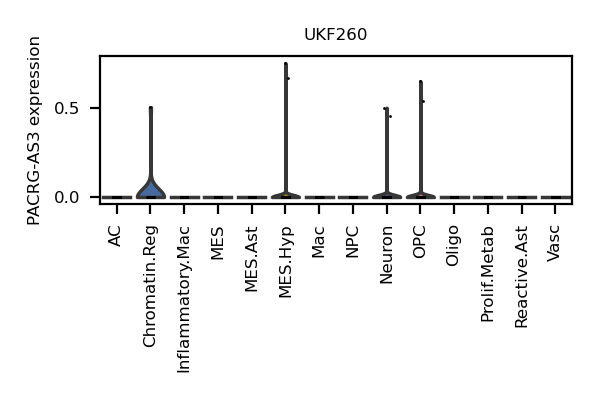 UKF260
PACRG-AS3 expression
0.5
0.0
AC
Chromatin.Reg
Inflammatory.Mac
MES
MES.Ast
MES.Hyp
Mac
NPC
Neuron
OPC
Oligo
Prolif.Metab
Reactive.Ast
Vasc